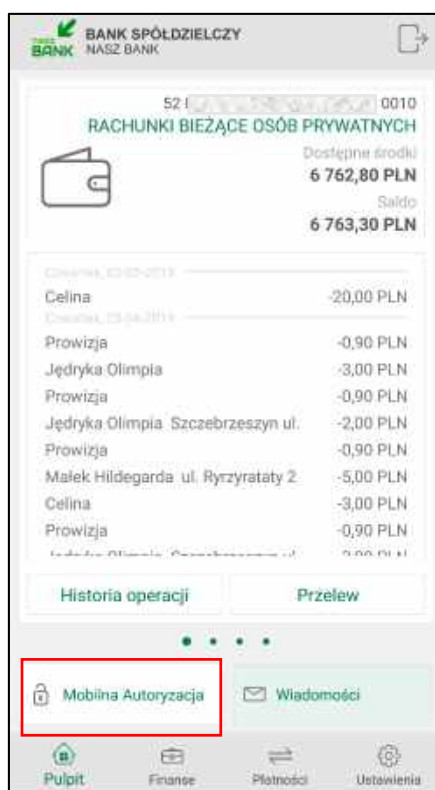 BANK SPÓŁDZIELCZY
NASZ BANK
BANK
52 0010
RACHUNKI BIEŻĄCE OSÓB PRYWATNYCH
Dostępne środki
6 762,80 PLN
Saldo
6 763,30 PLN
Czwartek,
Celina -20,00 PLN
Czwartek,
Prowizja -0,90 PLN
Jędryka Olimpia -3,00 PLN
Prowizja -0,90 PLN
Jędryka Olimpia Szczebrzeszyn ul. -2,00 PLN
Prowizja -0,90 PLN
Małek Hildegarda ul. Ryrzyrataty 2 -5,00 PLN
Celina -3,00 PLN
Prowizja -0,90 PLN
Historia operacji Przelew
Mobilna Autoryzacja Wiadomości
Pulpit Finanse Płatności Ustawienia